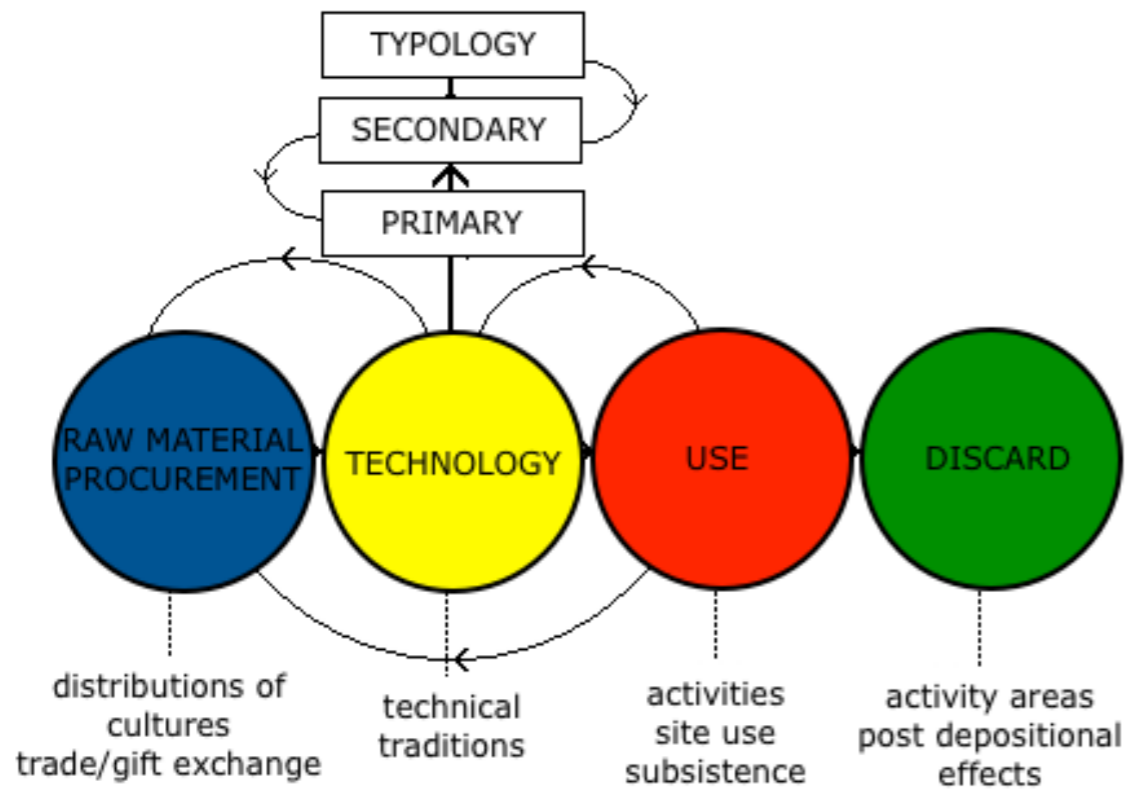 TYPOLOGY
SECONDARY
PRIMARY
RAW MATERIAL
PROCUREMENT
TECHNOLOGY
USE
DISCARD
distributions of
cultures
trade/gift exchange
technical
traditions
activities
site use
subsistence
activity areas
post depositional
effects